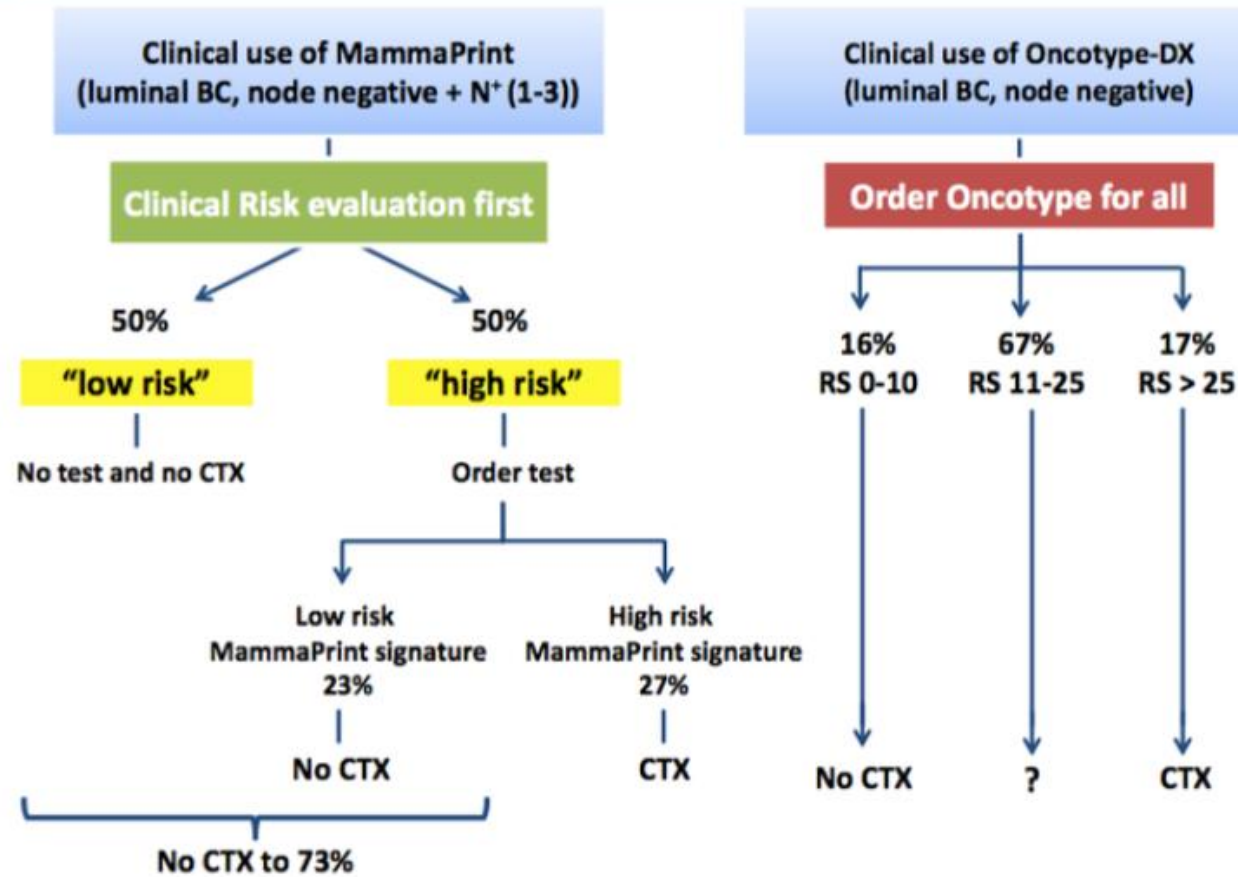 Clinical use of MammaPrint
(luminal BC, node negative + N⁺ (1-3))
Clinical Risk evaluation first
50%
50%
“low risk”
“high risk”
No test and no CTX
Order test
Low risk
MammaPrint signature
23%
High risk
MammaPrint signature
27%
No CTX
CTX
No CTX to 73%
Clinical use of Oncotype-DX
(luminal BC, node negative)
Order Oncotype for all
16%
RS 0-10
67%
RS 11-25
17%
RS > 25
No CTX
?
CTX